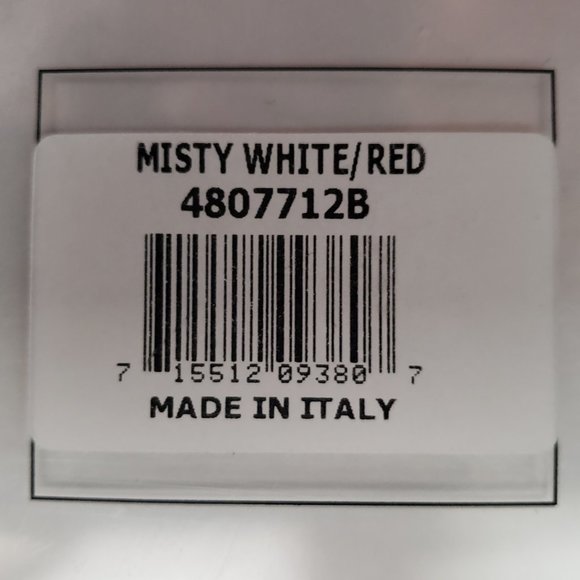 MISTY WHITE/RED
4807712B
7 15512 09380 7
MADE IN ITALY